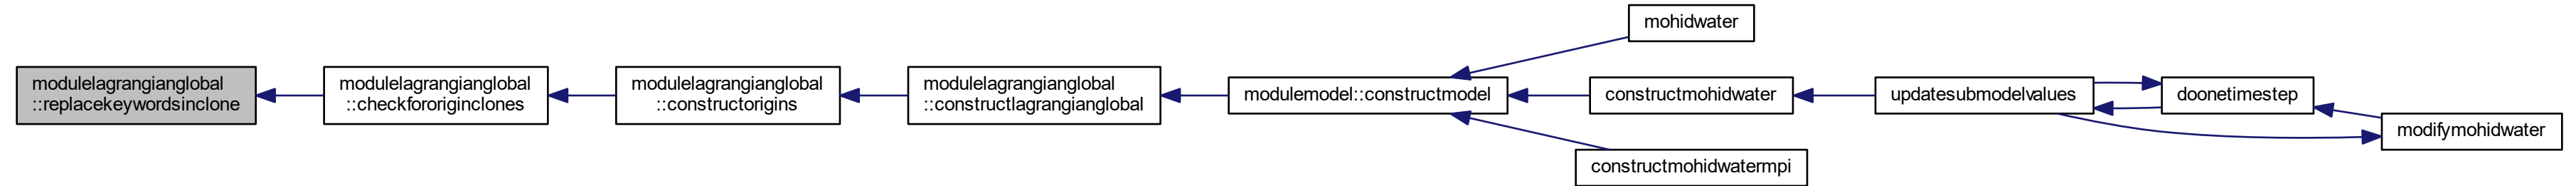 modulelagrangianglobal
::replacekeywordsinclone
modulelagrangianglobal
::checkfororiginclones
modulelagrangianglobal
::constructorigins
modulelagrangianglobal
::constructlagrangianglobal
modulemodel::constructmodel
mohidwater
constructmohidwater
constructmohidwatermpi
updatesubmodelvalues
doonetimestep
modifymohidwater